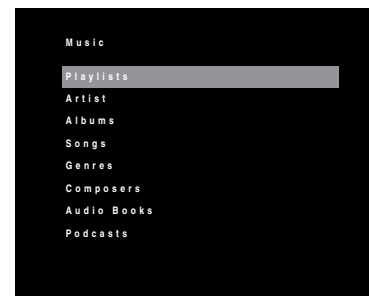 Music
Playlists
Artist
Albums
Songs
Genres
Composers
Audio Books
Podcasts